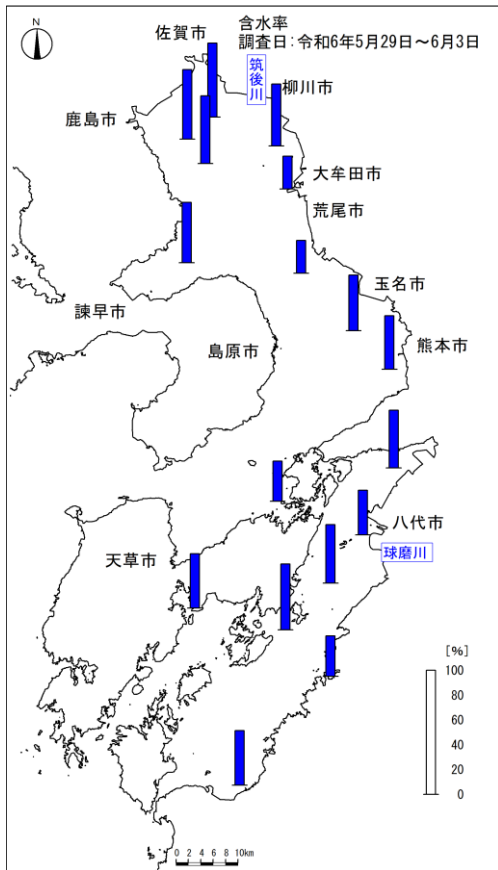 含水率
調査日：令和6年5月29日～6月3日
佐賀市
筑後川
柳川市
鹿島市
大牟田市
荒尾市
玉名市
諫早市
島原市
熊本市
八代市
球磨川
天草市
[%]
100
80
60
40
20
0
0 2 4 6 8 10km